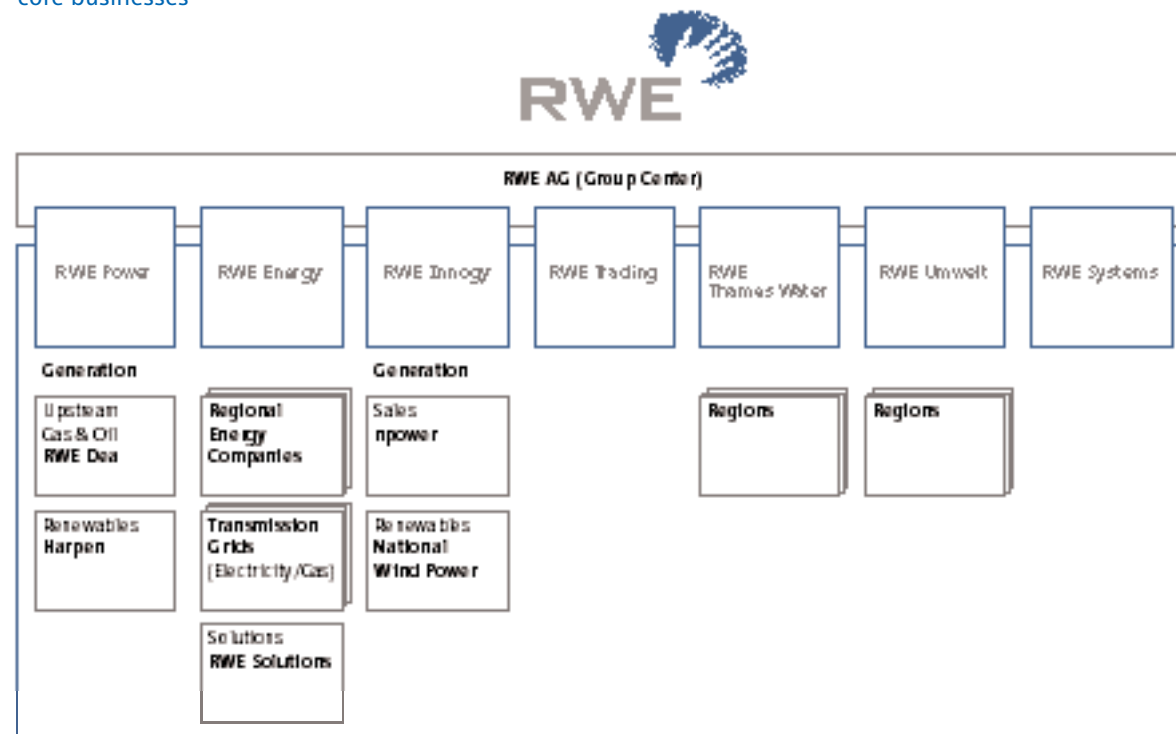 core businesses
RWE
RWE AG (Group Center)
RWE Power
RWE Energy
RWE Innogy
RWE Trading
RWE
Thames Water
RWE Umwelt
RWE Systems
Generation
Upstream
Gas & Oil
RWE Dea
Renewables
Harpen
Regional
Energy
Companies
Transmission
Grids
(Electricity/Gas)
Solutions
RWE Solutions
Generation
Sales
npower
Renewables
National
Wind Power
Regions
Regions